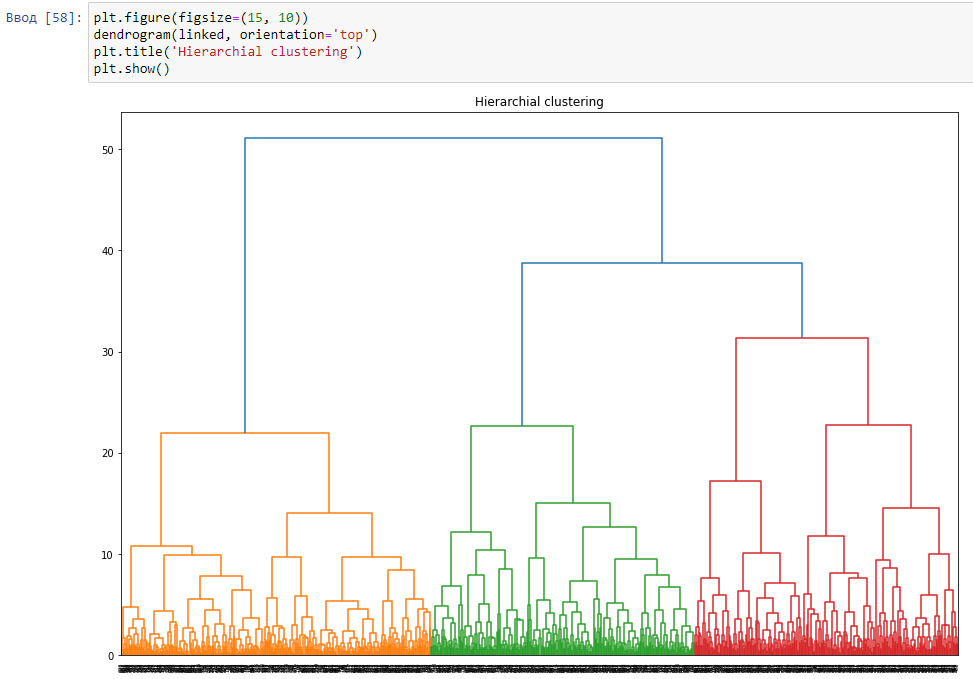 Ввод [58]:
plt.figure(figsize=(15, 10))
dendrogram(linked, orientation='top')
plt.title('Hierarchial clustering')
plt.show()
Hierarchial clustering
50
40
30
20
10
0